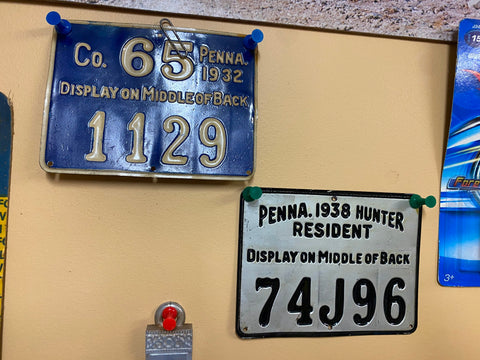 Co. 65 PENNA.
1932
DISPLAY ON MIDDLE OF BACK
1129
PENNA. 1938 HUNTER
RESIDENT
DISPLAY ON MIDDLE OF BACK
74J96
3+